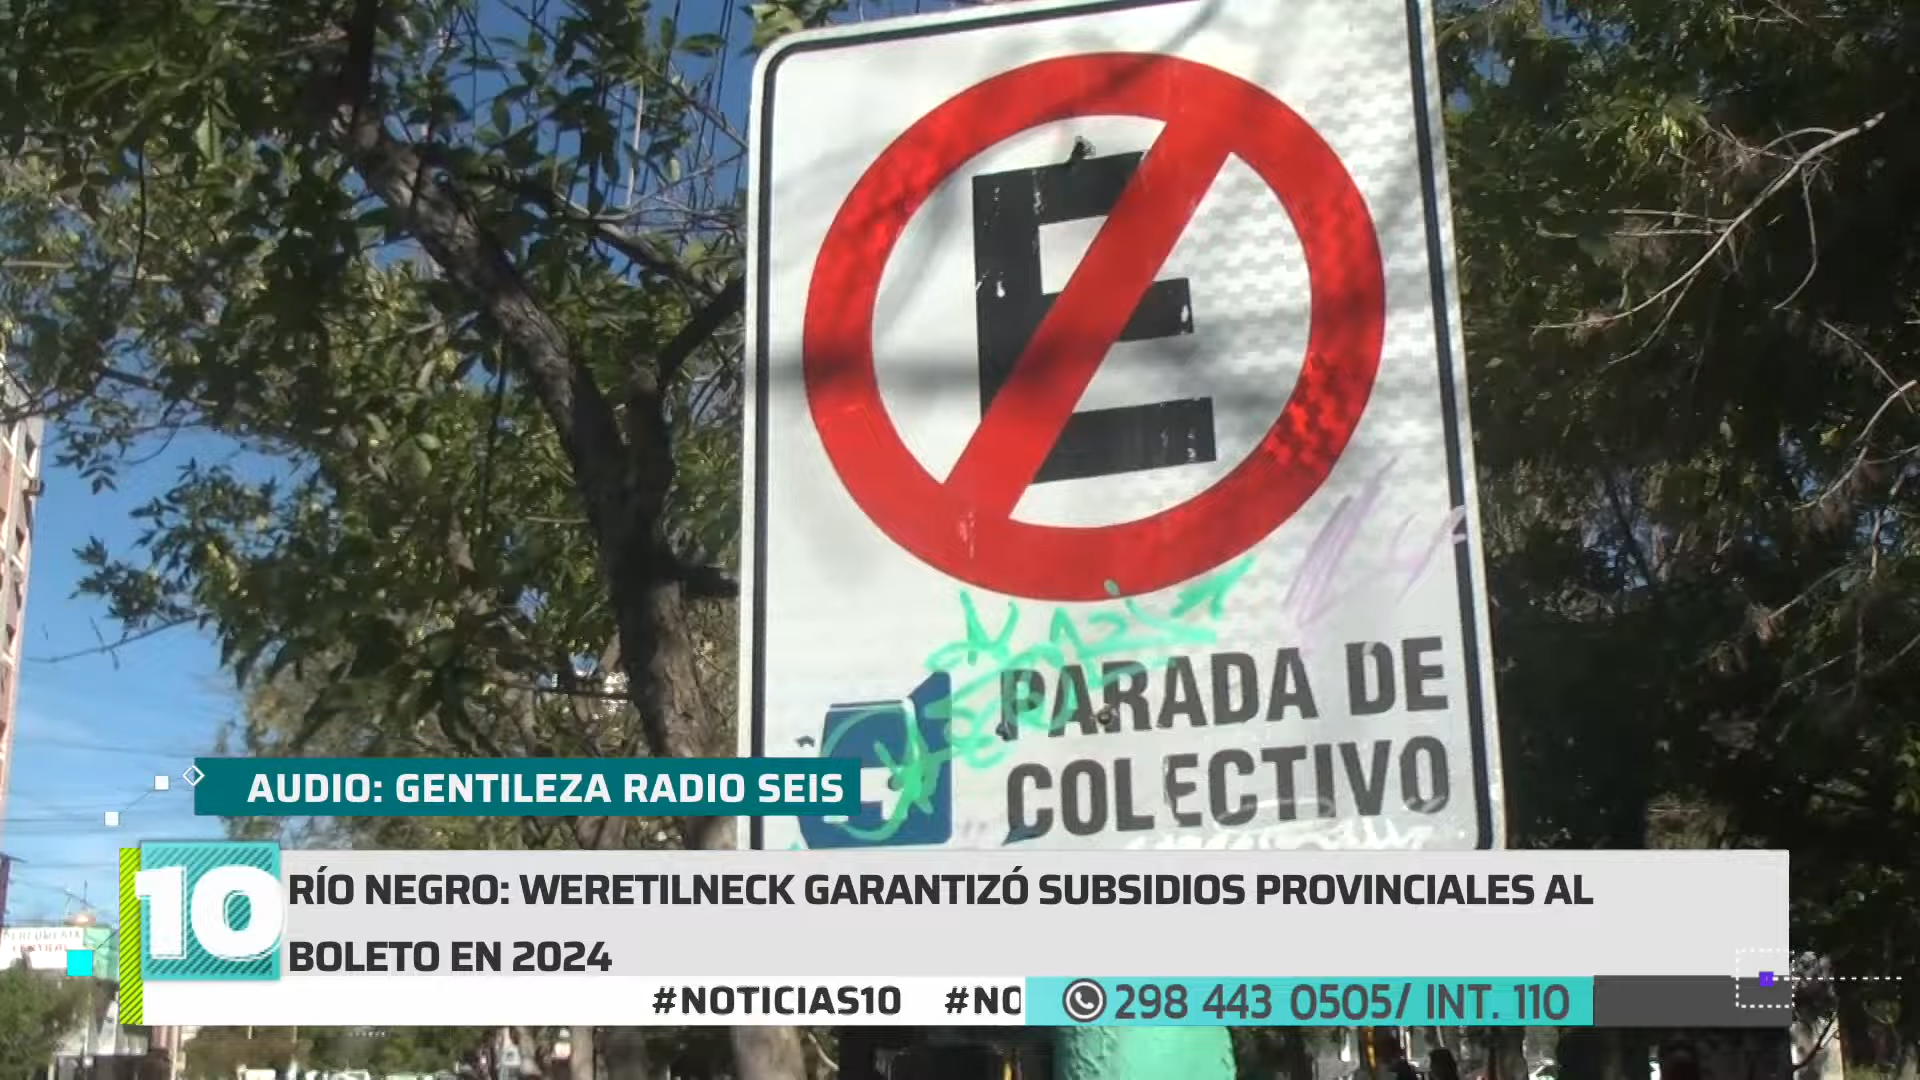 E
PARADA DE
COLECTIVO
AUDIO: GENTILEZA RADIO SEIS
10
RÍO NEGRO: WERETILNECK GARANTIZÓ SUBSIDIOS PROVINCIALES AL
BOLETO EN 2024
#NOTICIAS10 #NO
298 443 0505/ INT. 110